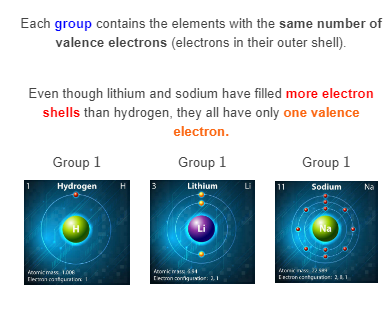 Each group contains the elements with the same number of
valence electrons (electrons in their outer shell).
Even though lithium and sodium have filled more electron
shells than hydrogen, they all have only one valence
electron.
Group 1
Group 1
Group 1
1 Hydrogen H
H
Atomic mass: 1.008
Electron configuration: 1
3 Lithium Li
Li
Atomic mass: 6.94
Electron configuration: 2, 1
11 Sodium Na
Na
Atomic mass: 22.989
Electron configuration: 2, 8, 1